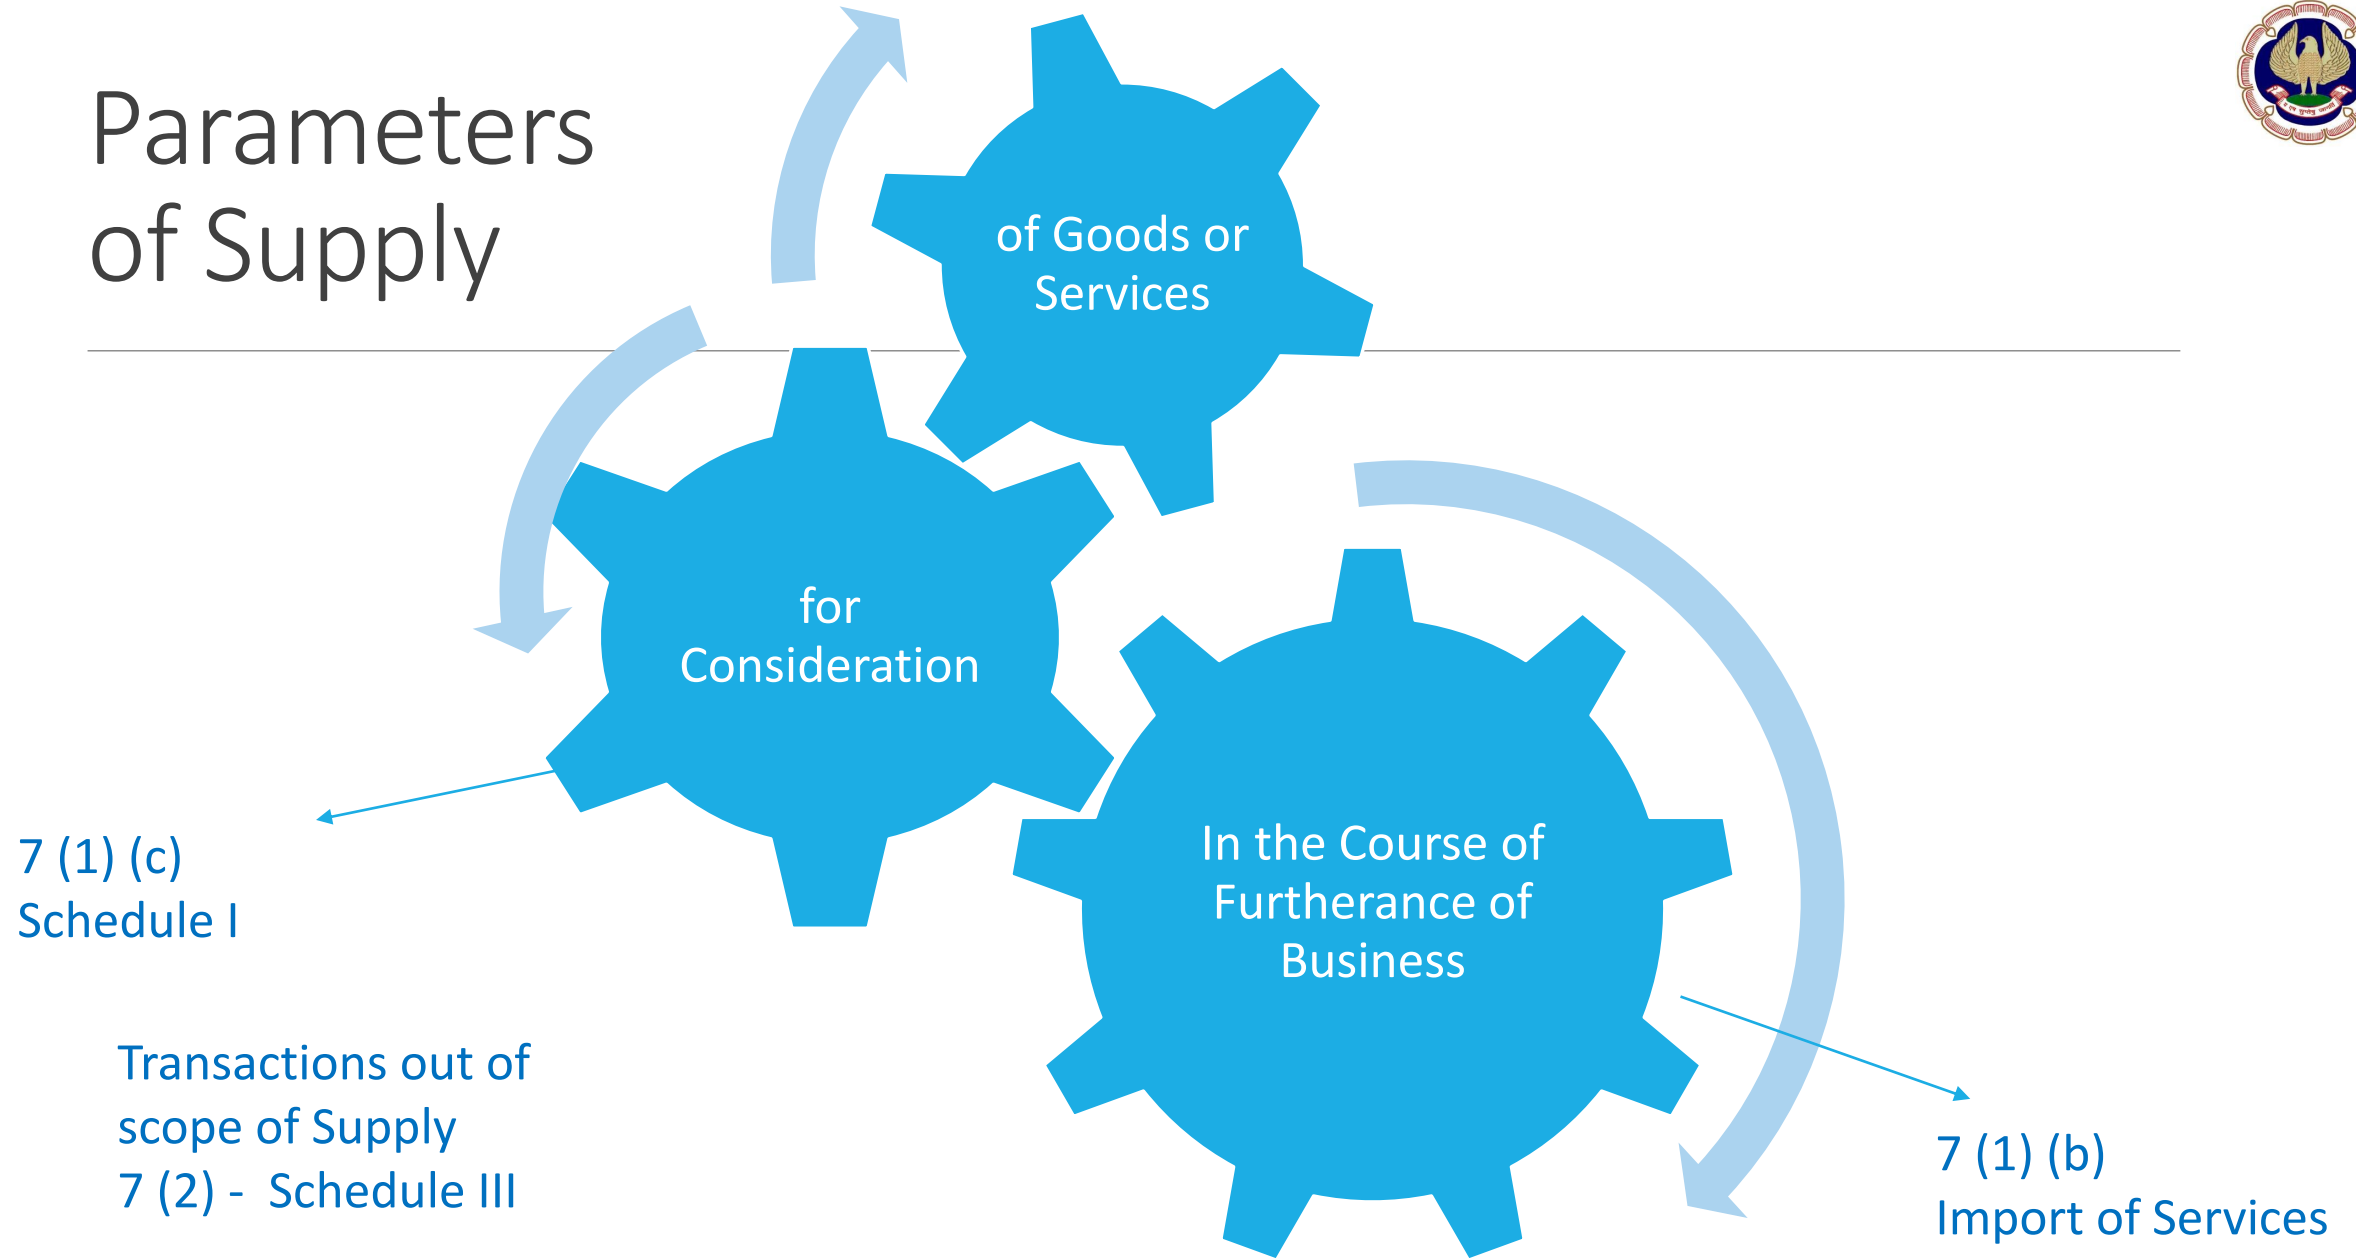 Parameters
of Supply
of Goods or
Services
for
Consideration
In the Course of
Furtherance of
Business
7 (1) (c)
Schedule I
Transactions out of
scope of Supply
7 (2) - Schedule III
7 (1) (b)
Import of Services